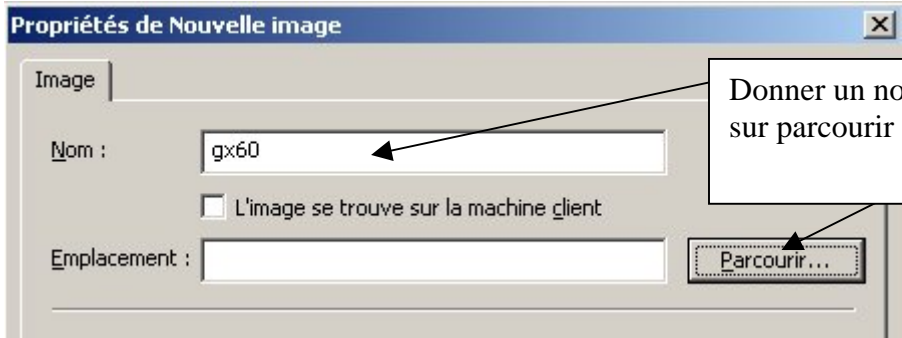 Propriétés de Nouvelle image
Image
Donner un
sur parcourir
Nom :
gx60
L'image se trouve sur la machine client
Emplacement :
Parcourir...